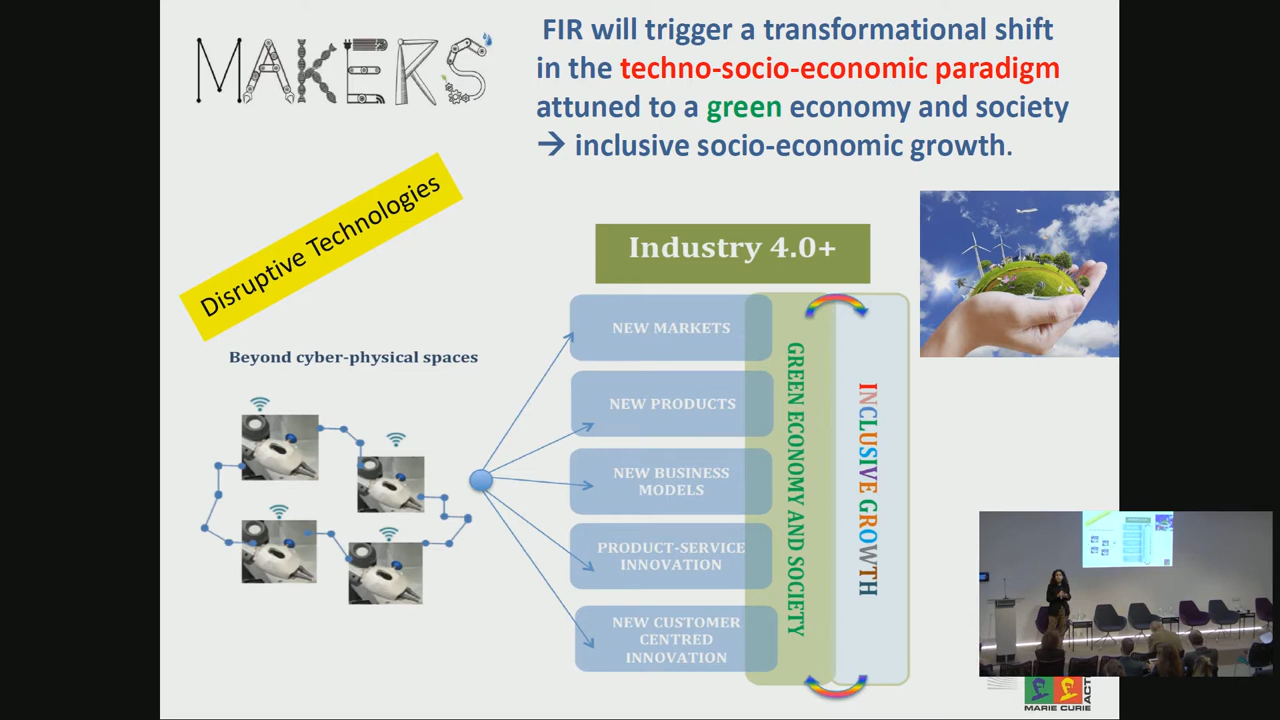 MAKERS
FIR will trigger a transformational shift
in the techno-socio-economic paradigm
attuned to a green economy and society
→ inclusive socio-economic growth.
Disruptive Technologies
Industry 4.0+
Beyond cyber-physical spaces
NEW MARKETS
NEW PRODUCTS
NEW BUSINESS
MODELS
PRODUCT-SERVICE
INNOVATION
NEW CUSTOMER
CENTRED
INNOVATION
GREEN ECONOMY AND SOCIETY
INCLUSIVE GROWTH
MARIE CURIE
ACT